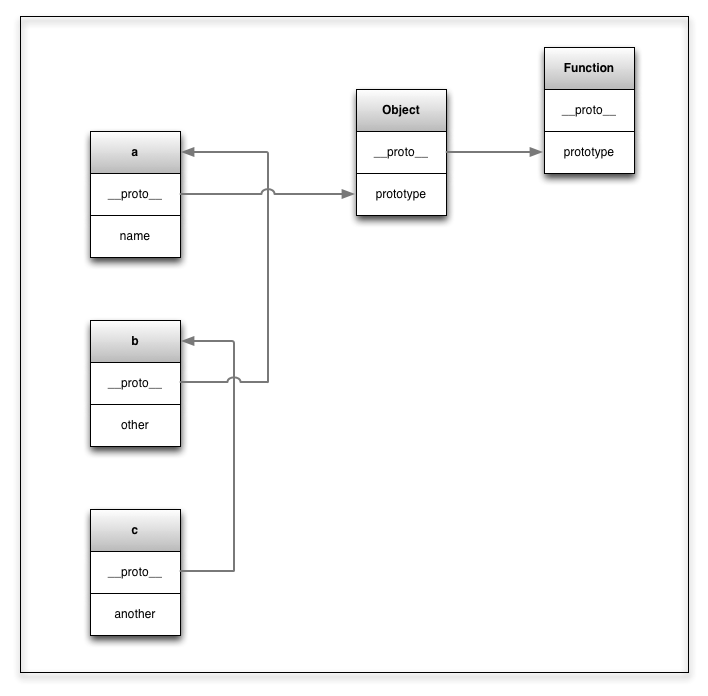 Function
__proto__
prototype
Object
__proto__
prototype
a
__proto__
name
b
__proto__
other
c
__proto__
another